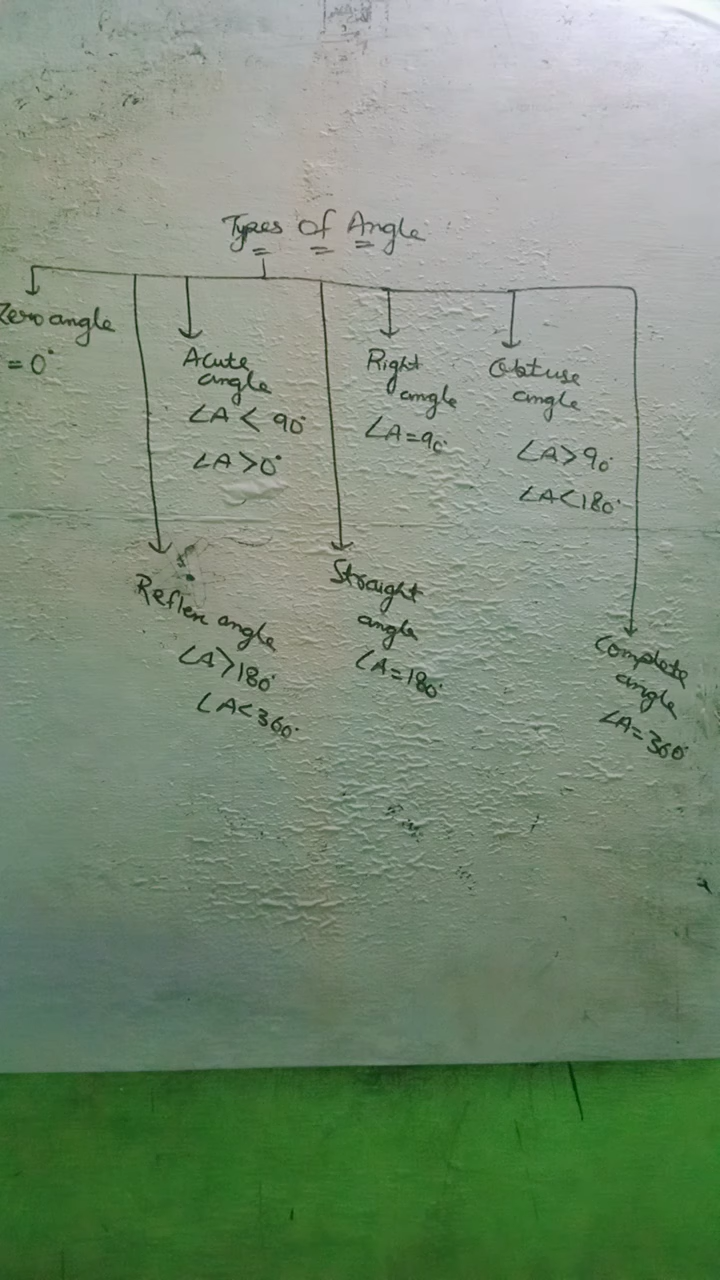 Types of Angle
Zero angle
= 0°
Acute
angle
∠A < 90°
∠A > 0°
Right
angle
∠A = 90°
Obtuse
angle
∠A > 90°
∠A < 180°
Reflex angle
∠A > 180°
∠A < 360°
Straight
angle
∠A = 180°
Complete
angle
∠A = 360°